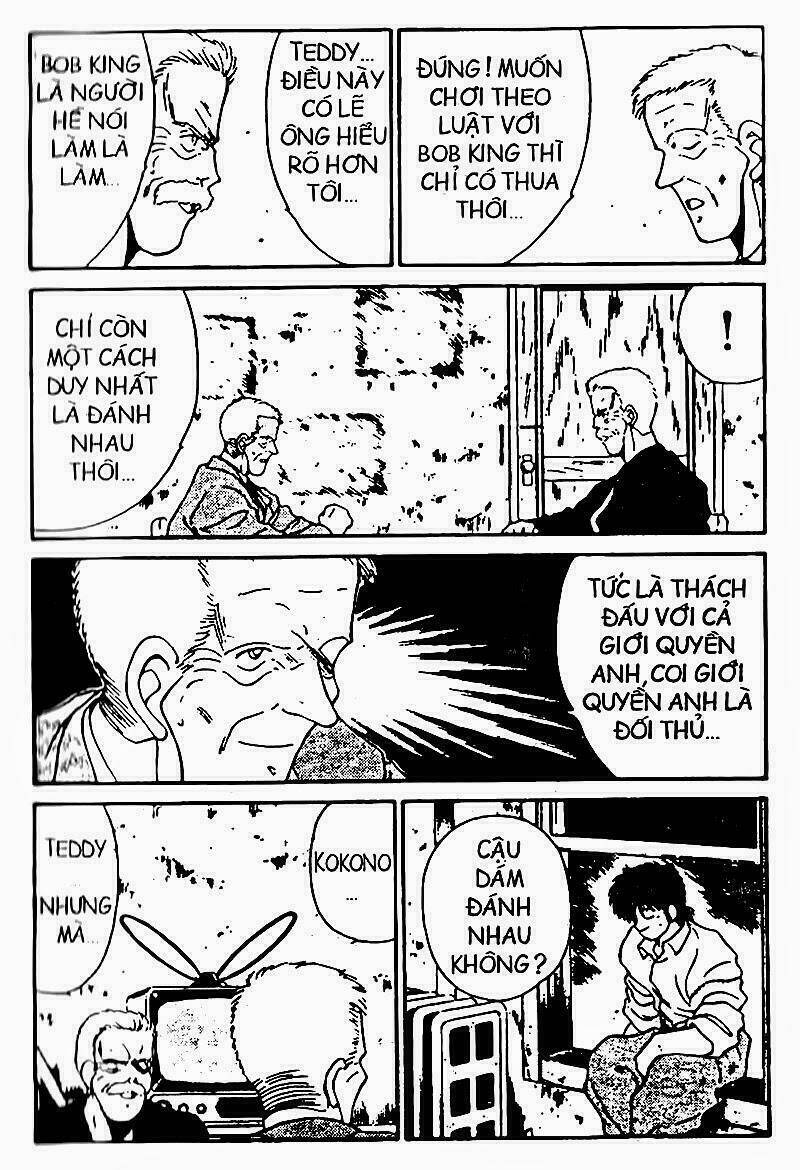 ĐÚNG! MUỐN
CHƠI THEO
LUẬT VỚI
BOB KING THÌ
CHỈ CÓ THUA
THÔI...
TEDDY...
ĐIỀU NÀY
CÓ LẼ
ÔNG HIỂU
RÕ HƠN
TÔI...
BOB KING
LÀ NGƯỜI
HỄ NÓI
LÀM LÀ
LÀM...
!
CHỈ CÒN
MỘT CÁCH
DUY NHẤT
LÀ ĐÁNH
NHAU
THÔI...
TỨC LÀ THÁCH
ĐẤU VỚI CẢ
GIỚI QUYỀN
ANH, COI GIỚI
QUYỀN ANH LÀ
ĐỐI THỦ...
CẬU
DÁM
ĐÁNH
NHAU
KHÔNG?
KOKONO
...
TEDDY
NHƯNG
MÀ...